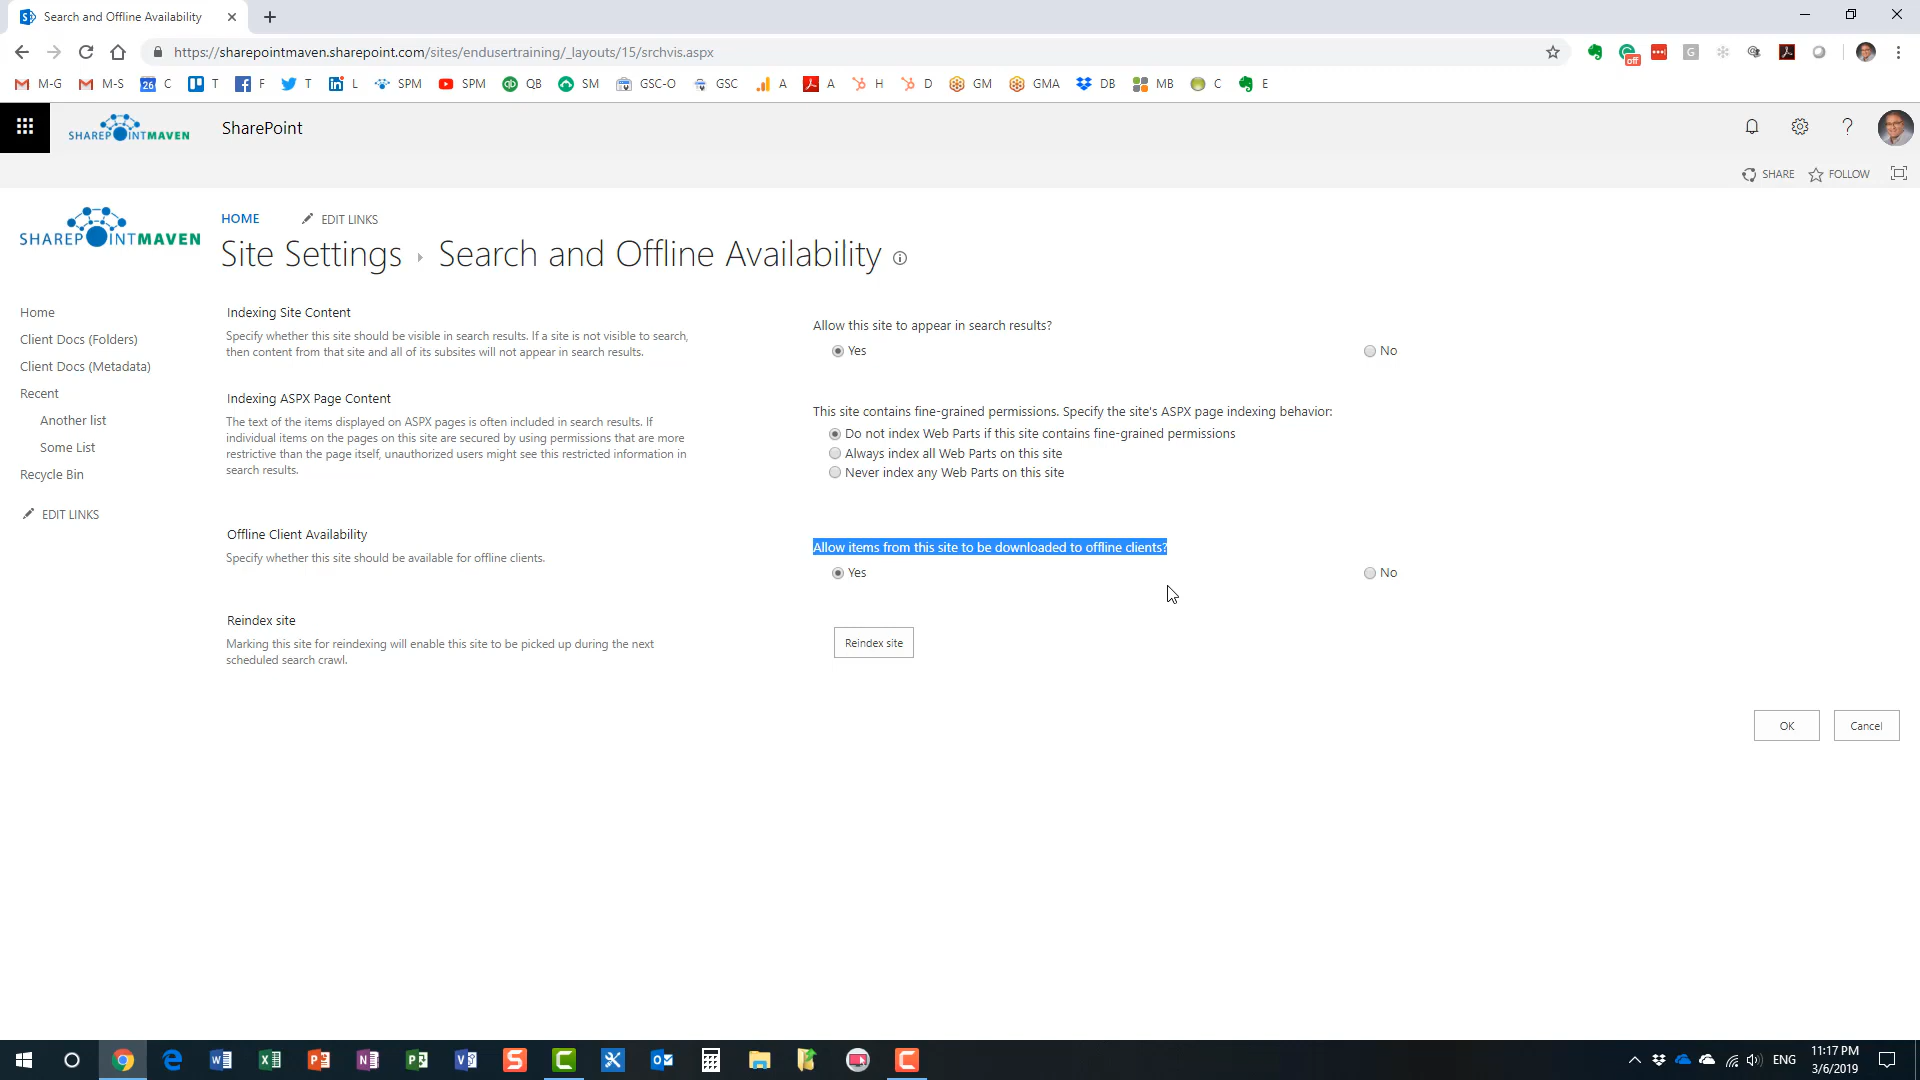 Search and Offline Availability
https://sharepointmaven.sharepoint.com/sites/endusertraining/_layouts/15/srchvis.aspx
off
M-G M-S 26 C T F T L SPM SPM QB SM GSC-O GSC A A H D GM GMA DB MB C E
SHAREPOINTMAVEN SharePoint
SHARE FOLLOW
SHAREPOINTMAVEN
HOME EDIT LINKS
Site Settings Search and Offline Availability
Home
Client Docs (Folders)
Client Docs (Metadata)
Recent
Another list
Some List
Recycle Bin
EDIT LINKS
Indexing Site Content
Specify whether this site should be visible in search results. If a site is not visible to search,
then content from that site and all of its subsites will not appear in search results.
Allow this site to appear in search results?
Yes No
Indexing ASPX Page Content
The text of the items displayed on ASPX pages is often included in search results. If
individual items on the pages on this site are secured by using permissions that are more
restrictive than the page itself, unauthorized users might see this restricted information in
search results.
This site contains fine-grained permissions. Specify the site's ASPX page indexing behavior:
Do not index Web Parts if this site contains fine-grained permissions
Always index all Web Parts on this site
Never index any Web Parts on this site
Offline Client Availability
Specify whether this site should be available for offline clients.
Allow items from this site to be downloaded to offline clients?
Yes No
Reindex site
Marking this site for reindexing will enable this site to be picked up during the next
scheduled search crawl.
Reindex site
OK Cancel
ENG
11:17 PM
3/6/2019